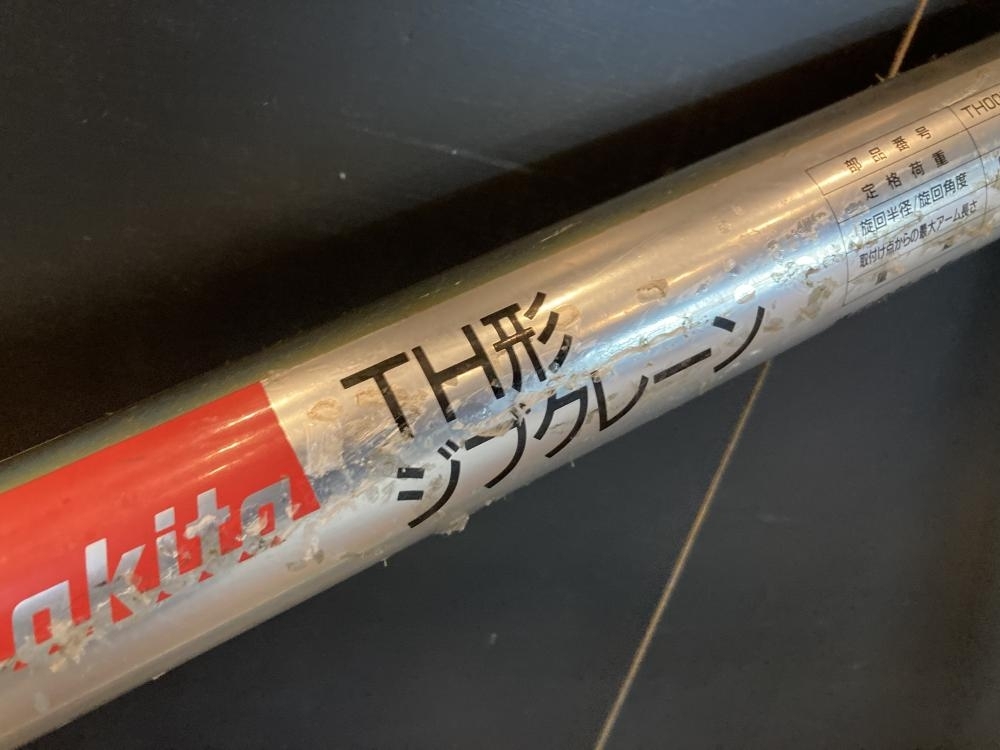 akita
TH形
ジブクレーン
部品番号 TH00
定格荷重
旋回半径/旋回角度
取付け点からの最大アーム長さ